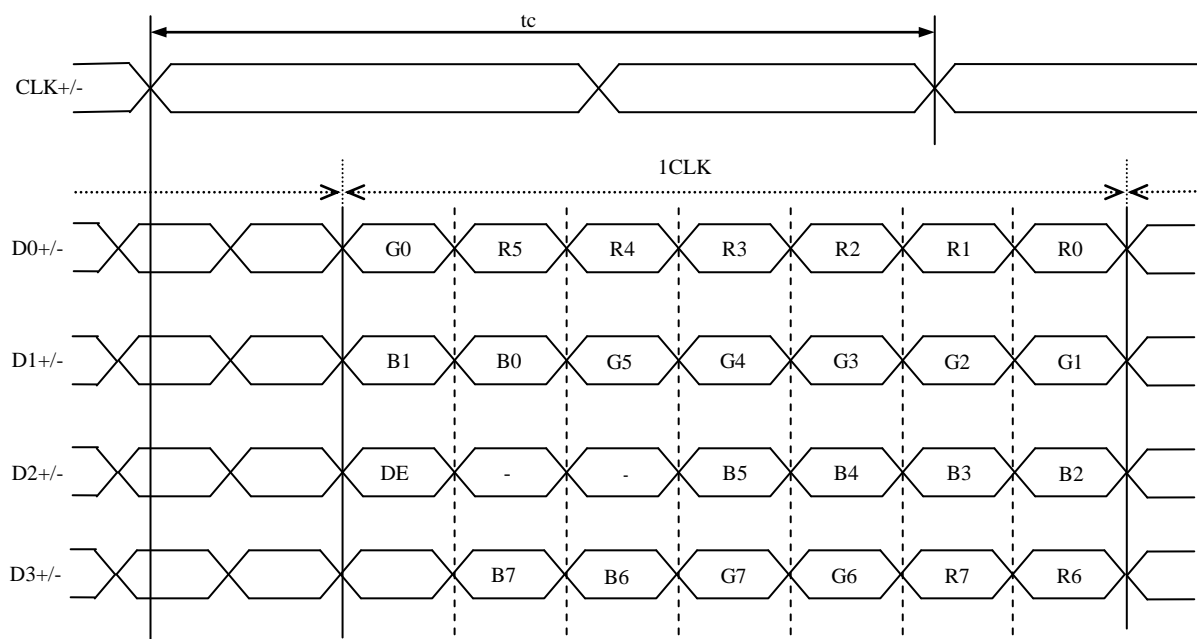 tc
CLK+/-
1CLK
D0+/- G0 R5 R4 R3 R2 R1 R0
D1+/- B1 B0 G5 G4 G3 G2 G1
D2+/- DE - - B5 B4 B3 B2
D3+/- B7 B6 G7 G6 R7 R6